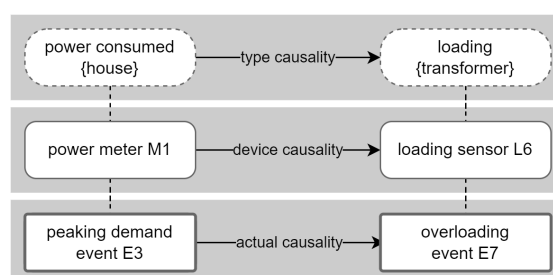 power consumed
{house}
type causality
loading
{transformer}
power meter M1
device causality
loading sensor L6
peaking demand
event E3
actual causality
overloading
event E7